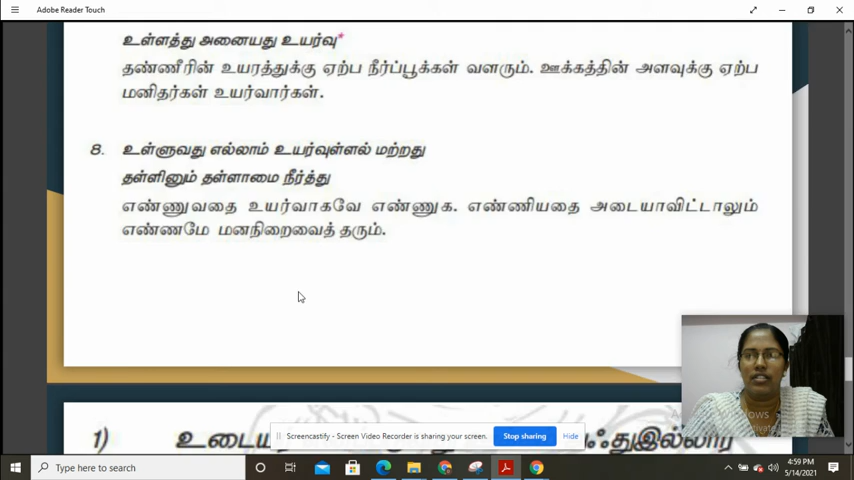 Adobe Reader Touch
உள்ளத்து அனையது உயர்வு*
தண்ணீரின் உயரத்துக்கு ஏற்ப நீர்ப்பூக்கள் வளரும். ஊக்கத்தின் அளவுக்கு ஏற்ப
மனிதர்கள் உயர்வார்கள்.
8. உள்ளுவது எல்லாம் உயர்வுள்ளல் மற்றது
தள்ளினும் தள்ளாமை நீர்த்து
எண்ணுவதை உயர்வாகவே எண்ணுக. எண்ணியதை அடையாவிட்டாலும்
எண்ணமே மனநிறைவைத் தரும்.
1)
Screencastify - Screen Video Recorder is sharing your screen. Stop sharing Hide
Type here to search
4:59 PM
5/14/2021